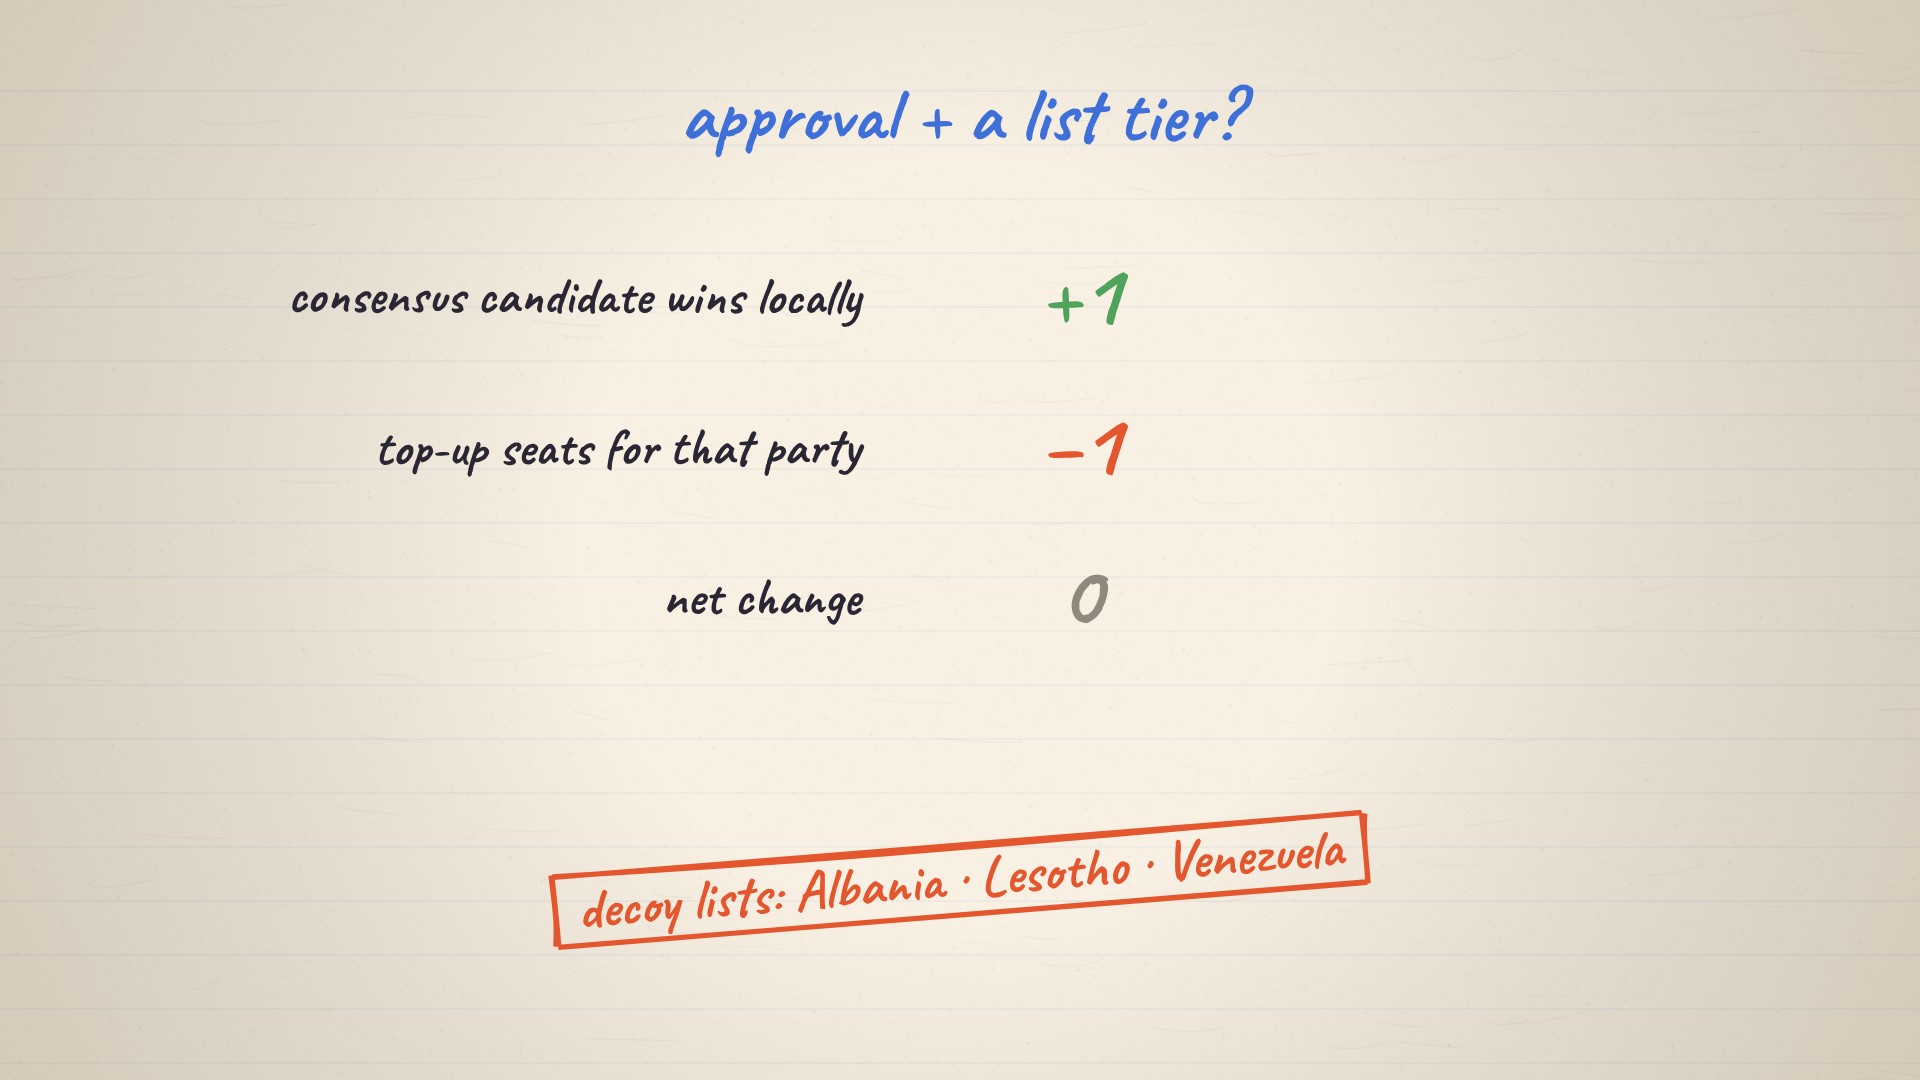 approval + a list tier?
consensus candidate wins locally +1
top-up seats for that party −1
net change 0
decoy lists: Albania · Lesotho · Venezuela